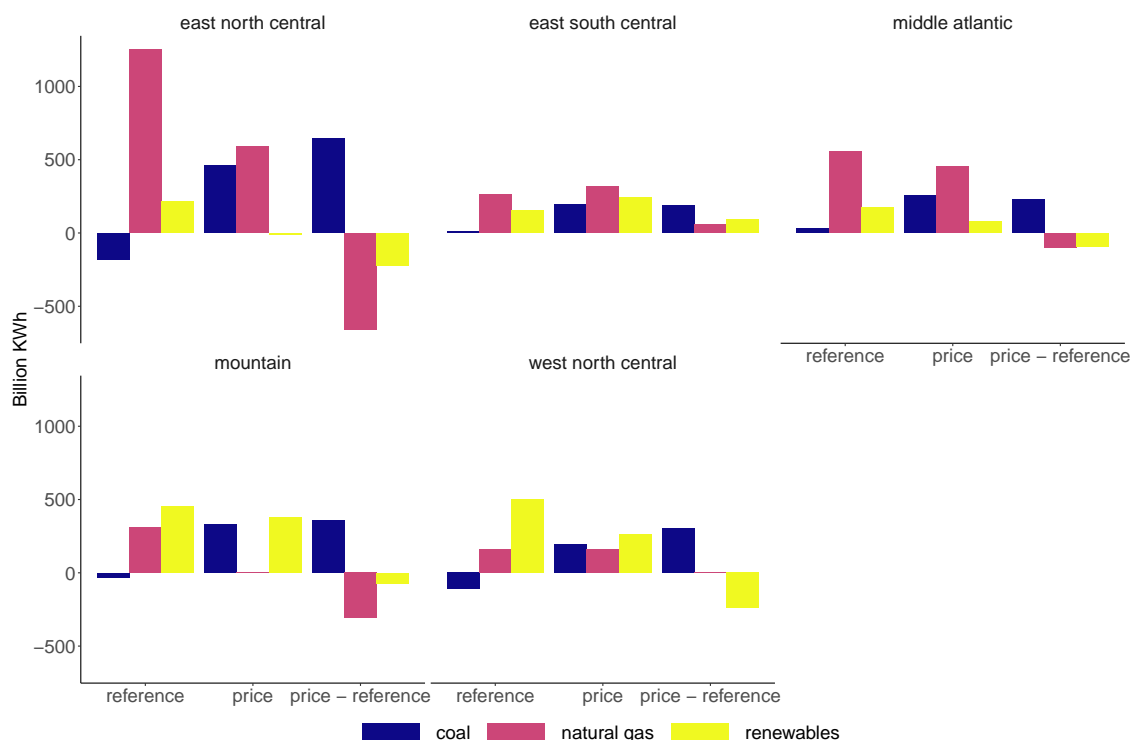 east north central
east south central
middle atlantic
1000
500
0
−500
reference
price
price − reference
Billion KWh
mountain
west north central
1000
500
0
−500
reference
price
price − reference
reference
price
price − reference
coal
natural gas
renewables